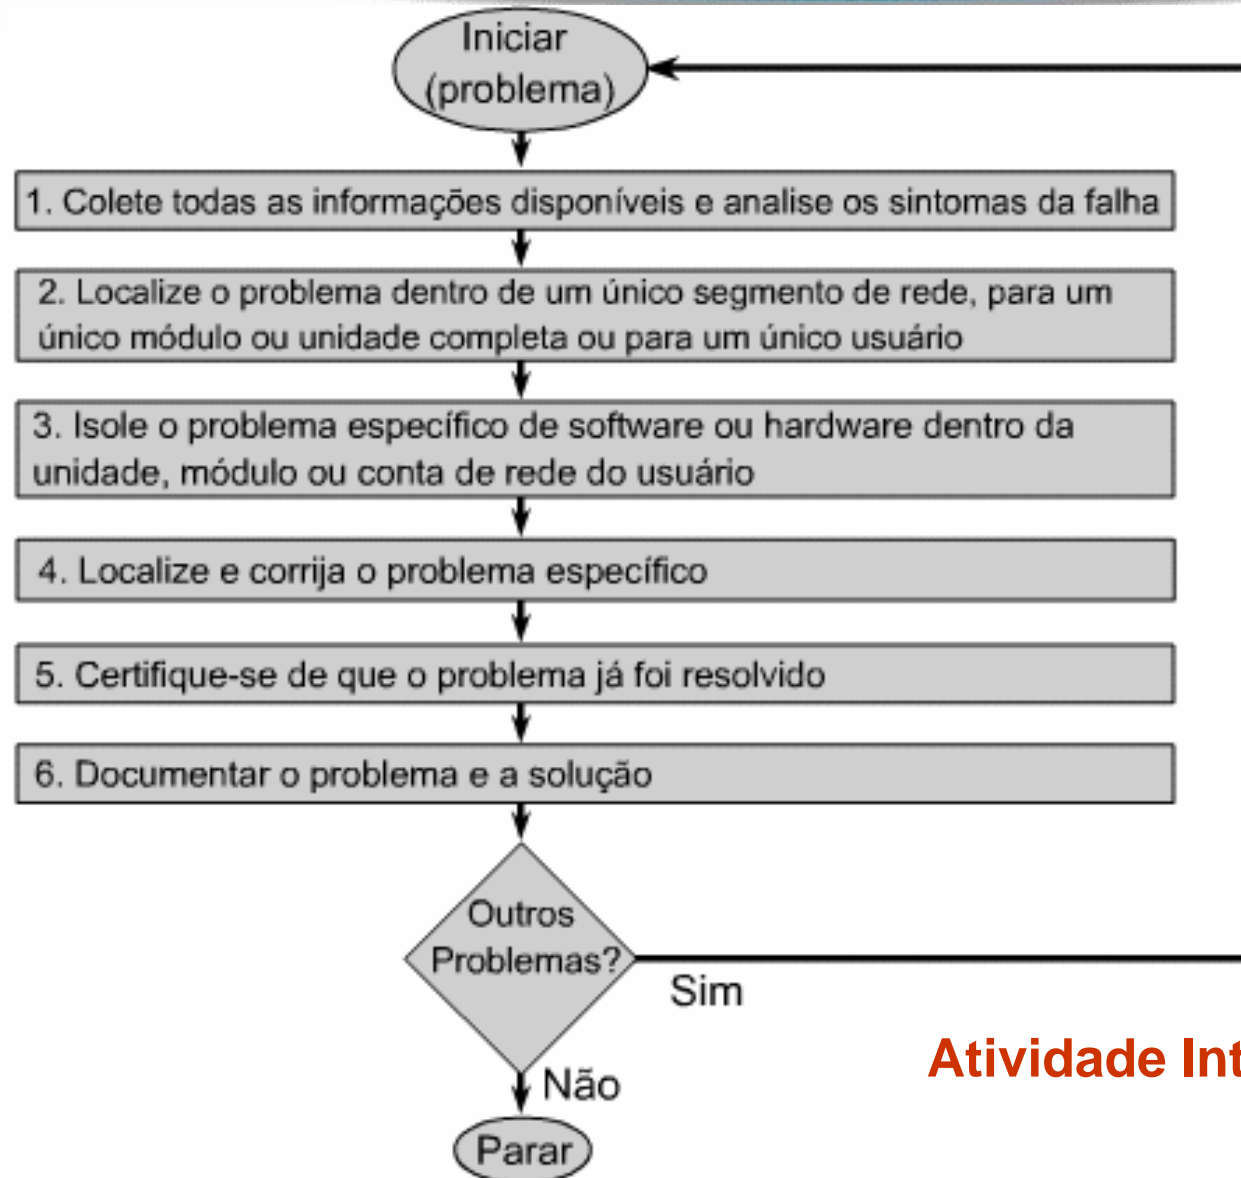 Iniciar
(problema)
1. Colete todas as informações disponíveis e analise os sintomas da falha
2. Localize o problema dentro de um único segmento de rede, para um
único módulo ou unidade completa ou para um único usuário
3. Isole o problema específico de software ou hardware dentro da
unidade, módulo ou conta de rede do usuário
4. Localize e corrija o problema específico
5. Certifique-se de que o problema já foi resolvido
6. Documentar o problema e a solução
Outros
Problemas?
Sim
Atividade Int
Não
Parar